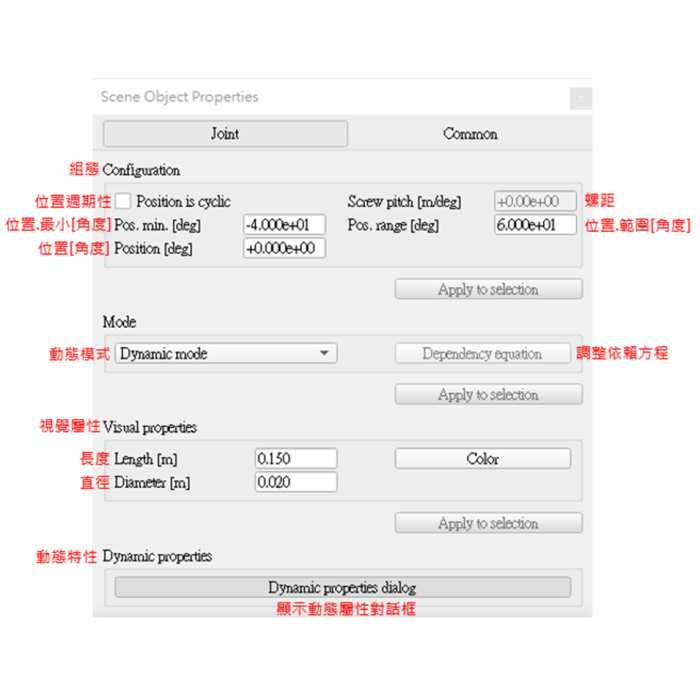 Scene Object Properties x
Joint Common
組態 Configuration
位置週期性 Position is cyclic Screw pitch [m/deg] +0.00e+00 螺距
位置.最小[角度] Pos. min. [deg] -4.000e+01 Pos. range [deg] 6.000e+01 位置.範圍[角度]
位置[角度] Position [deg] +0.000e+00
Apply to selection
Mode
動態模式 Dynamic mode Dependency equation 調整依賴方程
Apply to selection
視覺屬性 Visual properties
長度 Length [m] 0.150 Color
直徑 Diameter [m] 0.020
Apply to selection
動態特性 Dynamic properties
Dynamic properties dialog
顯示動態屬性對話框